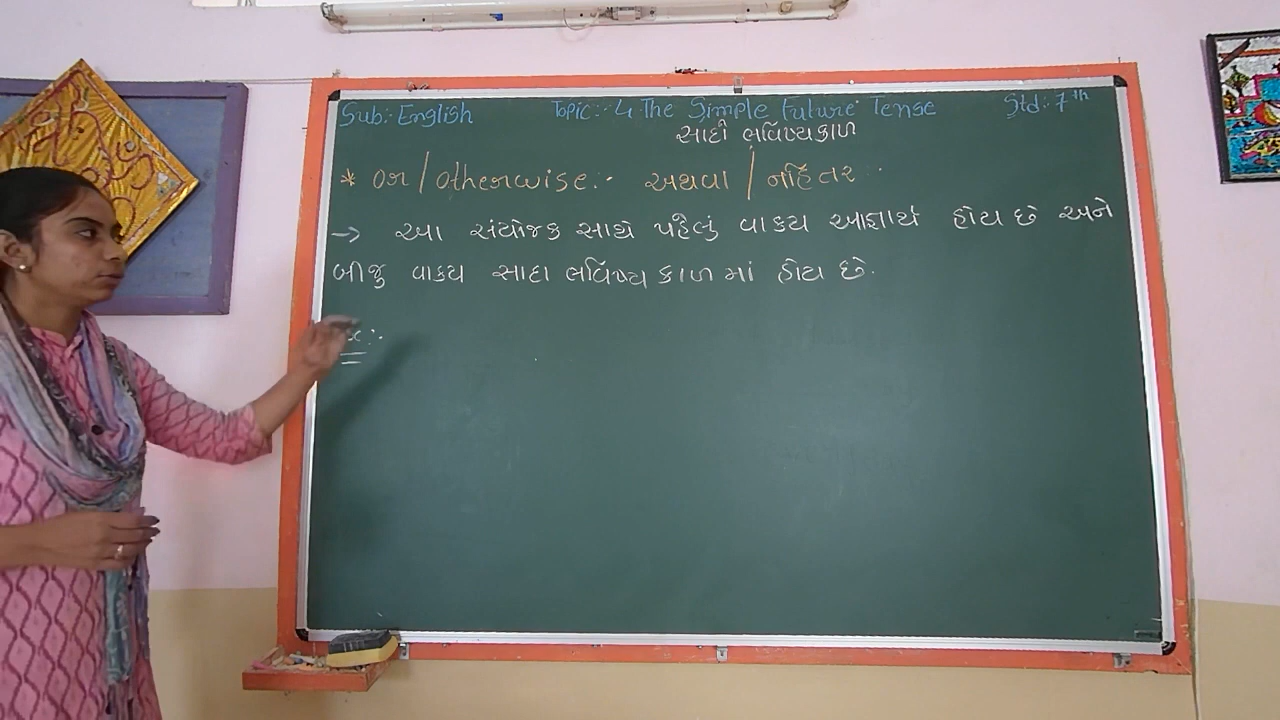 Sub:- English Topic:- 4 The Simple Future Tense Std:- 7th
સાદો ભવિષ્યકાળ
* or / otherwise:- અથવા / નહિંતર
→ આ સંયોજક સાથે પહેલું વાકય આજ્ઞાર્થ હોય છે અને
બીજુ વાકય સાદા ભવિષ્ય કાળ માં હોય છે.